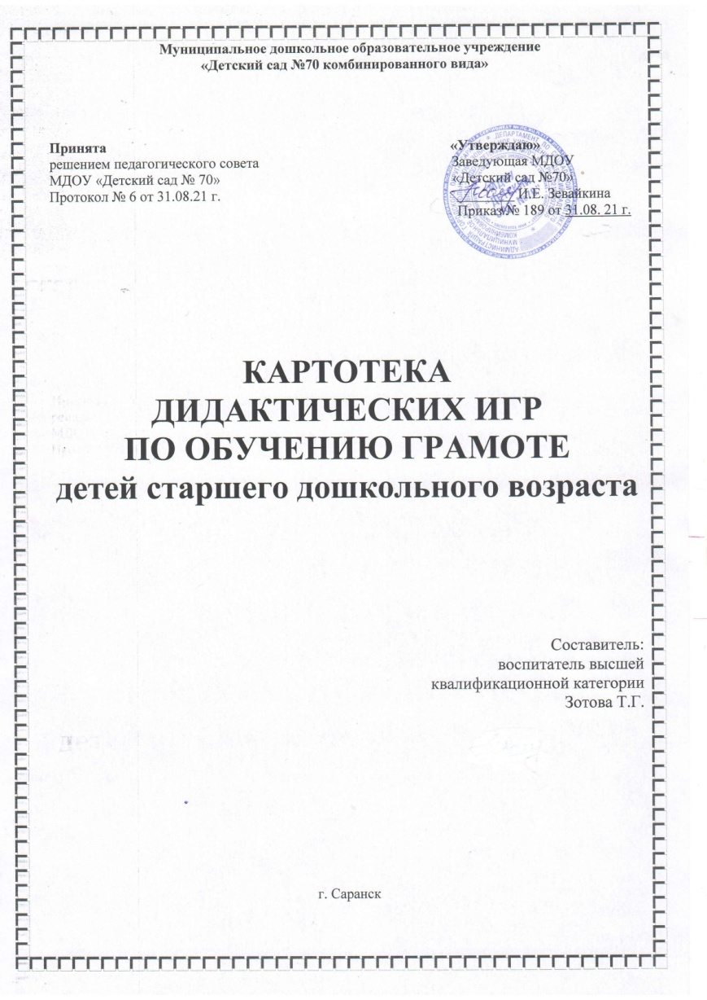 Муниципальное дошкольное образовательное учреждение
«Детский сад №70 комбинированного вида»
Принята
решением педагогического совета
МДОУ «Детский сад № 70»
Протокол № 6 от 31.08.21 г.
«Утверждаю»
Заведующая МДОУ
«Детский сад №70»
И.Е. Зевайкина
Приказ № 189 от 31.08. 21 г.
КАРТОТЕКА
ДИДАКТИЧЕСКИХ ИГР
ПО ОБУЧЕНИЮ ГРАМОТЕ
детей старшего дошкольного возраста
Составитель:
воспитатель высшей
квалификационной категории
Зотова Т.Г.
г. Саранск